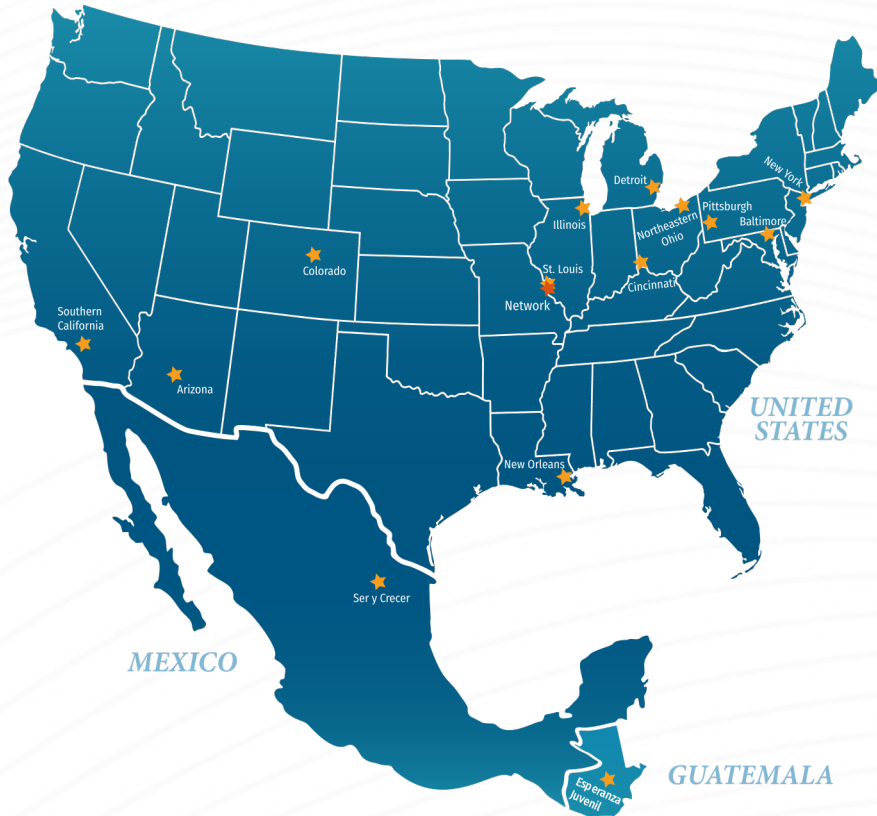 New York
Detroit
Pittsburgh
Baltimore
Illinois
Northeastern
Ohio
St. Louis
Colorado
Cincinnati
Network
Southern
California
Arizona
UNITED
STATES
New Orleans
Ser y Crecer
MEXICO
GUATEMALA
Esperanza
Juvenil